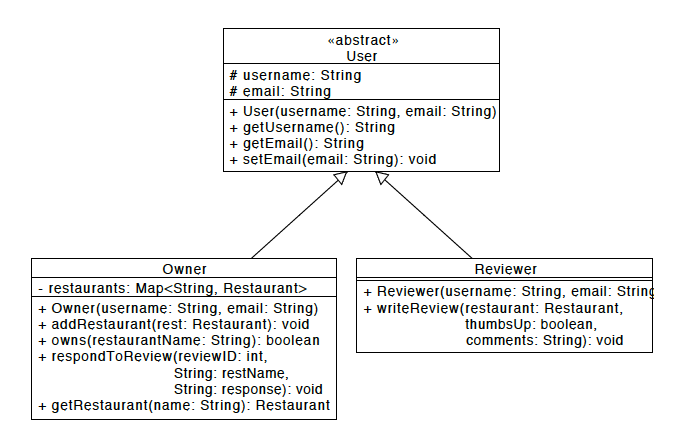 «abstract»
User
# username: String
# email: String
+ User(username: String, email: String)
+ getUsername(): String
+ getEmail(): String
+ setEmail(email: String): void
Owner
- restaurants: Map<String, Restaurant>
+ Owner(username: String, email: String)
+ addRestaurant(rest: Restaurant): void
+ owns(restaurantName: String): boolean
+ respondToReview(reviewID: int,
String: restName,
String: response): void
+ getRestaurant(name: String): Restaurant
Reviewer
+ Reviewer(username: String, email: String
+ writeReview(restaurant: Restaurant,
thumbsUp: boolean,
comments: String): void